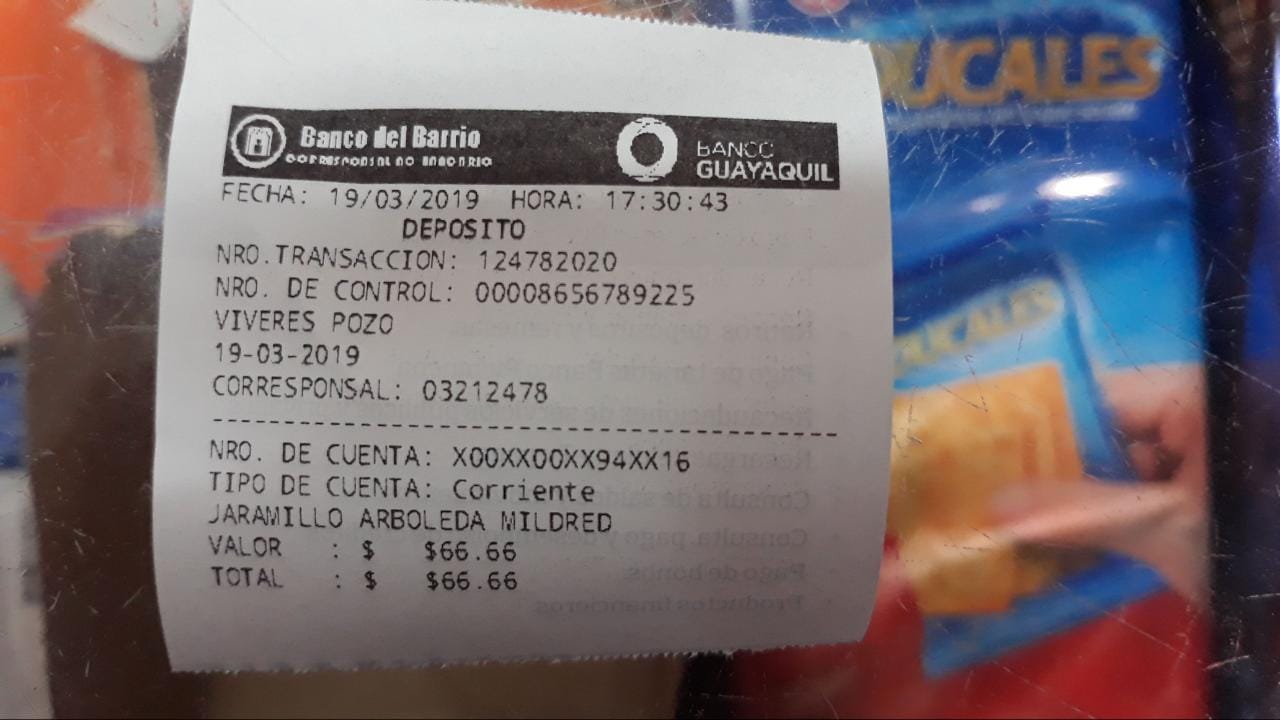 Banco del Barrio
CORRESPONSAL NO BANCARIO
BANCO
GUAYAQUIL
FECHA: 19/03/2019 HORA: 17:30:43
DEPOSITO
NRO.TRANSACCION: 124782020
NRO. DE CONTROL: 00008656789225
VIVERES POZO
19-03-2019
CORRESPONSAL: 03212478
NRO. DE CUENTA: X00XX00XX94XX16
TIPO DE CUENTA: Corriente
JARAMILLO ARBOLEDA MILDRED
VALOR : $ $66.66
TOTAL : $ $66.66
DUCALES
DUCALES